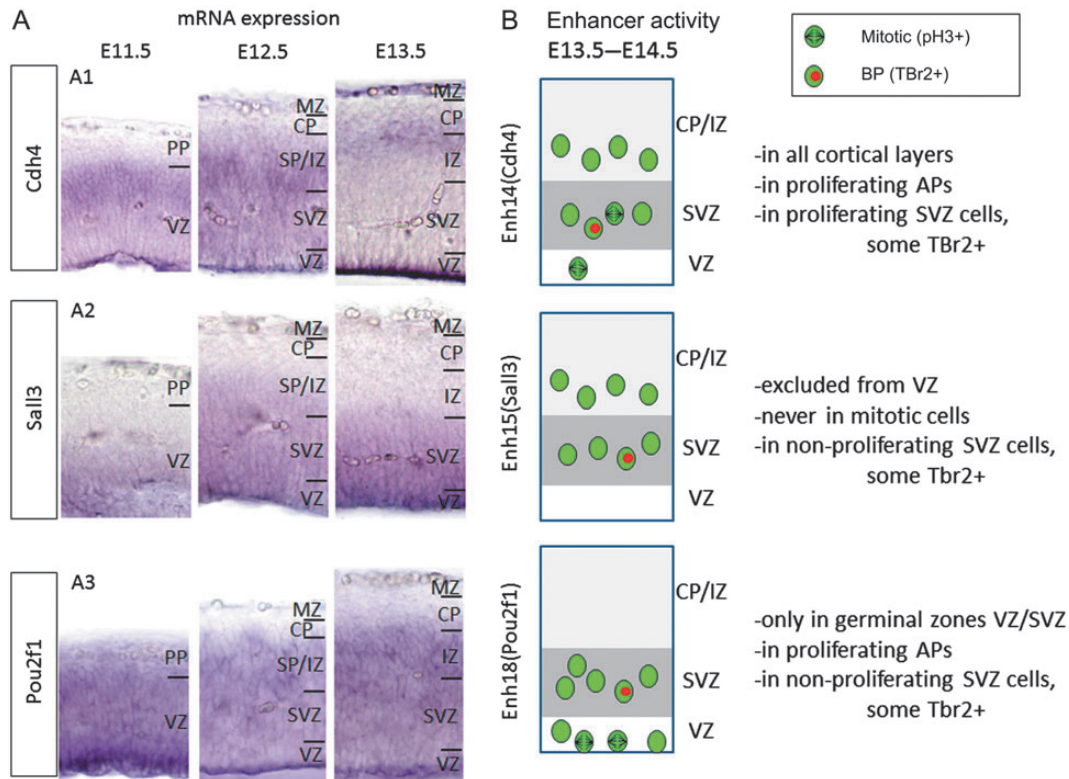 A
mRNA expression
E11.5
E12.5
E13.5
Cdh4
A1
PP
VZ
MZ
CP
SP/IZ
SVZ
VZ
MZ
CP
IZ
SVZ
VZ
Sall3
A2
PP
VZ
MZ
CP
SP/IZ
SVZ
VZ
MZ
CP
IZ
SVZ
VZ
Pou2f1
A3
PP
VZ
MZ
CP
SP/IZ
SVZ
VZ
MZ
CP
IZ
SVZ
VZ
B
Enhancer activity
E13.5—E14.5
Mitotic (pH3+)
BP (TBr2+)
Enh14(Cdh4)
CP/IZ
SVZ
VZ
-in all cortical layers
-in proliferating APs
-in proliferating SVZ cells,
some TBr2+
Enh15(Sall3)
CP/IZ
SVZ
VZ
-excluded from VZ
-never in mitotic cells
-in non-proliferating SVZ cells,
some Tbr2+
Enh18(Pou2f1)
CP/IZ
SVZ
VZ
-only in germinal zones VZ/SVZ
-in proliferating APs
-in non-proliferating SVZ cells,
some Tbr2+